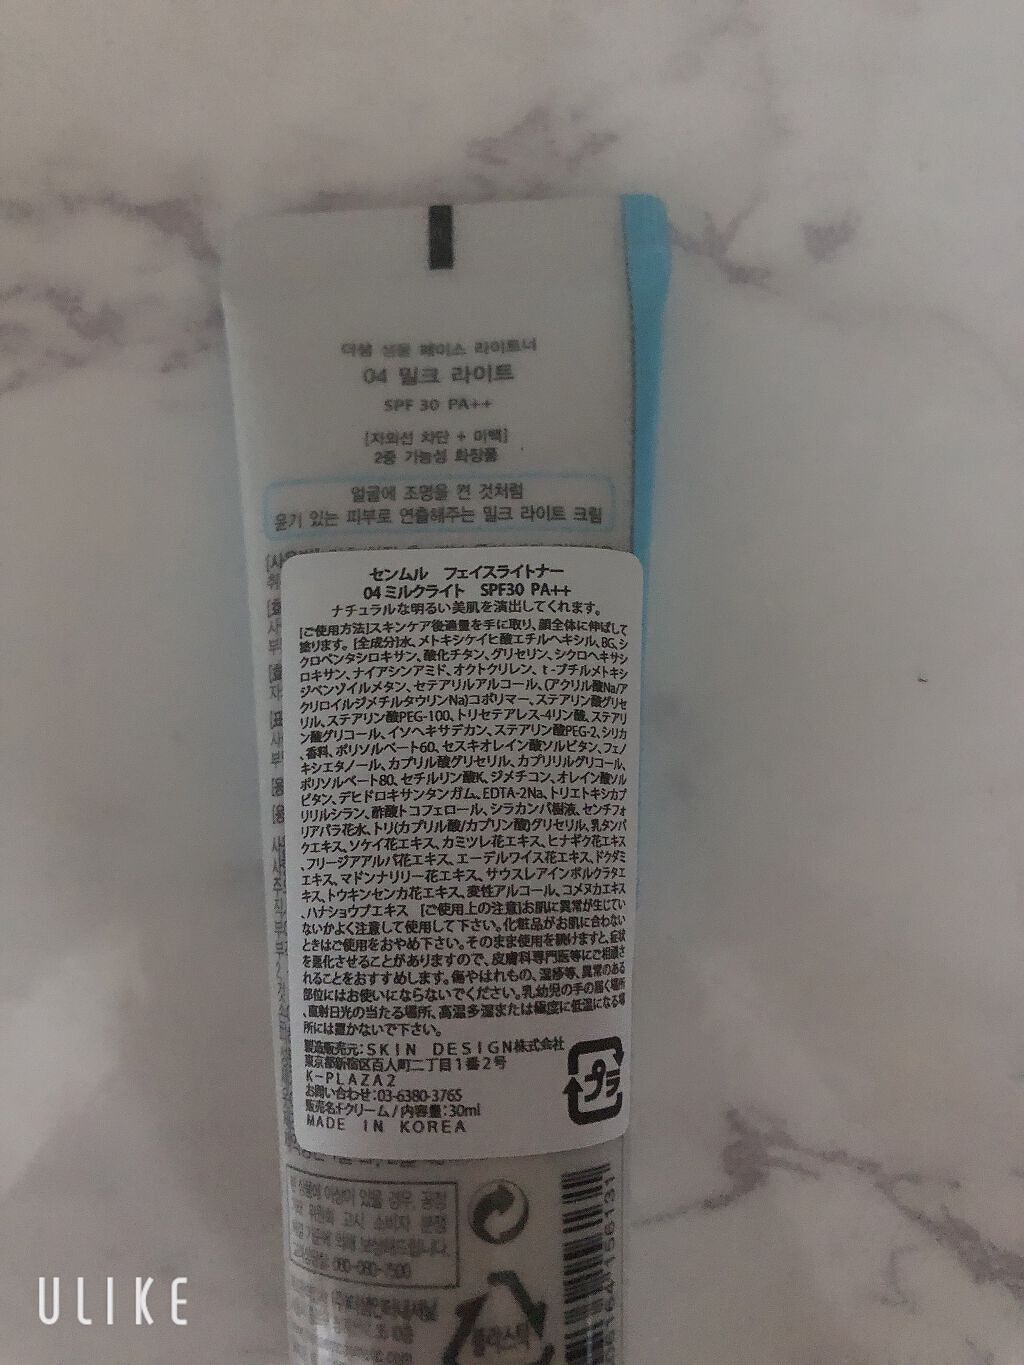 더샘 샘물 페이스 라이트너
04 밀크 라이트
SPF 30 PA++
[자외선 차단 + 미백]
2중 기능성 화장품
얼굴에 조명을 켠 것처럼
윤기 있는 피부로 연출해주는 밀크 라이트 크림
センムル フェイスライトナー
04 ミルクライト SPF30 PA++
ナチュラルな明るい美肌を演出してくれます。
[ご使用方法]スキンケア後適量を手に取り、顔全体に伸ばして
塗ります。[全成分]水、メトキシケイヒ酸エチルヘキシル、BG、シ
クロペンタシロキサン、酸化チタン、グリセリン、シクロヘキサシ
ロキサン、ナイアシンアミド、オクトクリレン、t-ブチルメトキシ
ジベンゾイルメタン、セテアリルアルコール、(アクリル酸Na/ア
クリロイルジメチルタウリンNa)コポリマー、ステアリン酸グリセ
リル、ステアリン酸PEG-100、トリセテアレス-4リン酸、ステアリ
ン酸グリコール、イソヘキサデカン、ステアリン酸PEG-2、シリカ
、香料、ポリソルベート60、セスキオレイン酸ソルビタン、フェノ
キシエタノール、カプリル酸グリセリル、カプリリルグリコール、
ポリソルベート80、セチルリン酸K、ジメチコン、オレイン酸ソル
ビタン、デヒドロキサンタンガム、EDTA-2Na、トリエトキシカプ
リリルシラン、酢酸トコフェロール、シラカンバ樹液、センチフォ
リアバラ花水、トリ(カプリル酸/カプリン酸)グリセリル、乳タンパ
クエキス、ソケイ花エキス、カミツレ花エキス、ヒナギク花エキス
、フリージアアルバ花エキス、エーデルワイス花エキス、ドクダミ
エキス、マドンナリリー花エキス、サウスレアインボルクラタエ
キス、トウキンセンカ花エキス、変性アルコール、コメヌカエキス
、ハナショウブエキス [ご使用上の注意]お肌に異常が生じてい
ないかよく注意して使用して下さい。化粧品がお肌に合わない
ときはご使用をおやめ下さい。そのまま使用を続けますと、症状
を悪化させることがありますので、皮膚科専門医等にご相談さ
れることをおすすめします。傷やはれもの、湿疹等、異常のある
部位にはお使いにならないでください。乳幼児の手の届く場所
、直射日光の当たる場所、高温多湿または極度に低温になる場
所には置かないで下さい。
製造販売元:SKIN DESIGN株式会社
東京都新宿区百人町二丁目1番2号
K-PLAZA2
お問い合わせ:03-6380-3765
販売名:fクリーム/内容量:30ml
MADE IN KOREA
プラ
플라스틱
ULIKE